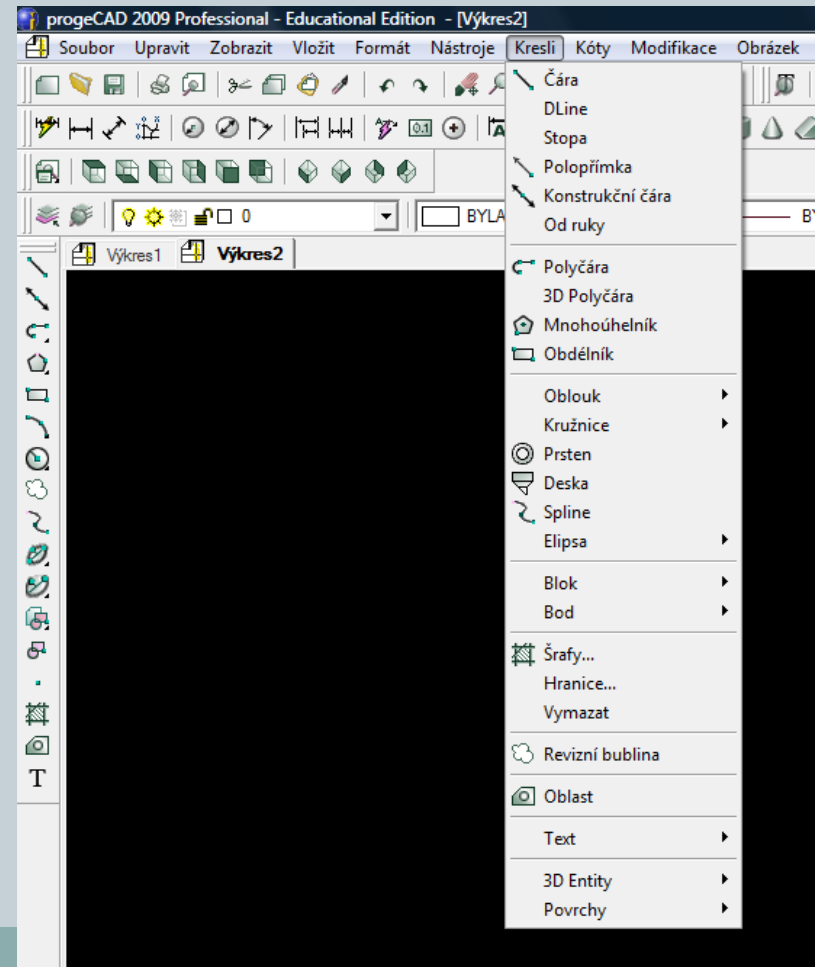 progeCAD 2009 Professional - Educational Edition - [Výkres2]
Soubor Upravit Zobrazit Vložit Formát Nástroje Kresli Kóty Modifikace Obrázek
0.1
A
0
BYLA
Výkres1 Výkres2
Čára
DLine
Stopa
Polopřímka
Konstrukční čára
Od ruky
Polyčára
3D Polyčára
Mnohoúhelník
Obdélník
Oblouk
Kružnice
Prsten
Deska
Spline
Elipsa
Blok
Bod
Šrafy...
Hranice...
Vymazat
Revizní bublina
Oblast
Text
3D Entity
Povrchy
T